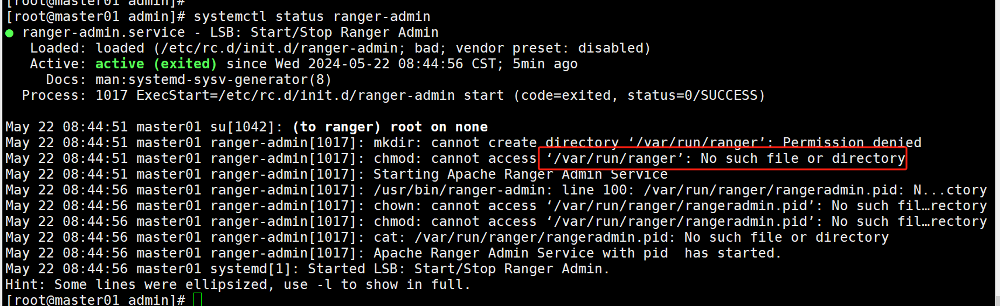 [root@master01 admin]#
[root@master01 admin]# systemctl status ranger-admin
● ranger-admin.service - LSB: Start/Stop Ranger Admin
   Loaded: loaded (/etc/rc.d/init.d/ranger-admin; bad; vendor preset: disabled)
   Active: active (exited) since Wed 2024-05-22 08:44:56 CST; 5min ago
     Docs: man:systemd-sysv-generator(8)
  Process: 1017 ExecStart=/etc/rc.d/init.d/ranger-admin start (code=exited, status=0/SUCCESS)
May 22 08:44:51 master01 su[1042]: (to ranger) root on none
May 22 08:44:51 master01 ranger-admin[1017]: mkdir: cannot create directory ‘/var/run/ranger’: Permission denied
May 22 08:44:51 master01 ranger-admin[1017]: chmod: cannot access ‘/var/run/ranger’: No such file or directory
May 22 08:44:51 master01 ranger-admin[1017]: Starting Apache Ranger Admin Service
May 22 08:44:56 master01 ranger-admin[1017]: /usr/bin/ranger-admin: line 100: /var/run/ranger/rangeradmin.pid: N...ctory
May 22 08:44:56 master01 ranger-admin[1017]: chown: cannot access ‘/var/run/ranger/rangeradmin.pid’: No such fil…rectory
May 22 08:44:56 master01 ranger-admin[1017]: chmod: cannot access ‘/var/run/ranger/rangeradmin.pid’: No such fil…rectory
May 22 08:44:56 master01 ranger-admin[1017]: cat: /var/run/ranger/rangeradmin.pid: No such file or directory
May 22 08:44:56 master01 ranger-admin[1017]: Apache Ranger Admin Service with pid  has started.
May 22 08:44:56 master01 systemd[1]: Started LSB: Start/Stop Ranger Admin.
Hint: Some lines were ellipsized, use -l to show in full.
[root@master01 admin]#